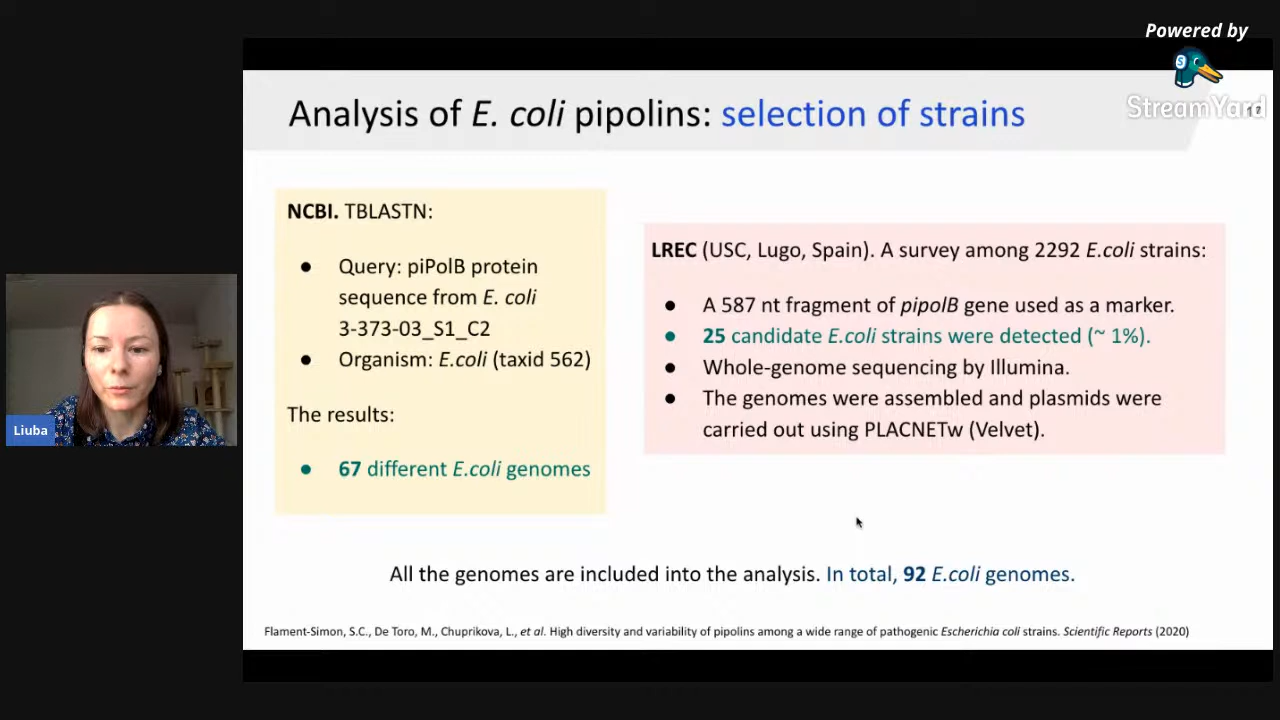 Powered by
StreamYard
17
Analysis of E. coli pipolins: selection of strains
NCBI. TBLASTN:
● Query: piPolB protein
sequence from E. coli
3-373-03_S1_C2
● Organism: E.coli (taxid 562)
The results:
● 67 different E.coli genomes
LREC (USC, Lugo, Spain). A survey among 2292 E.coli strains:
● A 587 nt fragment of pipolB gene used as a marker.
● 25 candidate E.coli strains were detected (~ 1%).
● Whole-genome sequencing by Illumina.
● The genomes were assembled and plasmids were
carried out using PLACNETw (Velvet).
Liuba
All the genomes are included into the analysis. In total, 92 E.coli genomes.
Flament-Simon, S.C., De Toro, M., Chuprikova, L., et al. High diversity and variability of pipolins among a wide range of pathogenic Escherichia coli strains. Scientific Reports (2020)